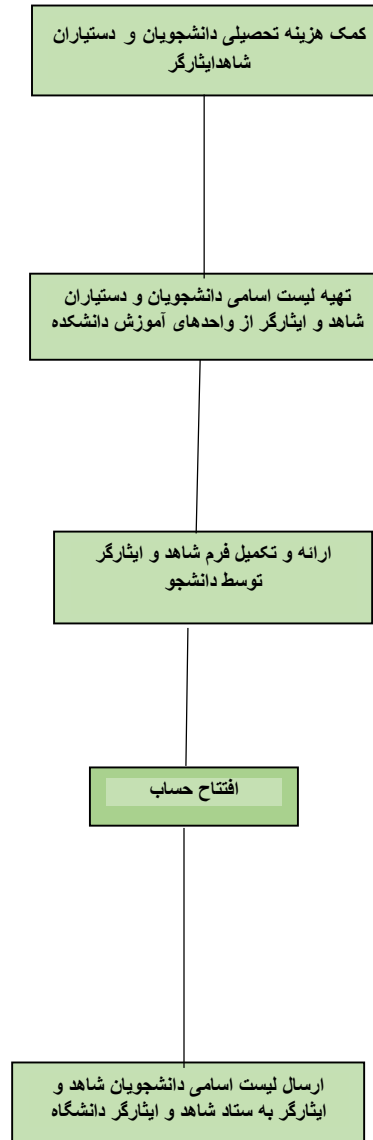 کمک هزینه تحصیلی دانشجویان و دستیاران
شاهدایثارگر
تهیه لیست اسامی دانشجویان و دستیاران
شاهد و ایثارگر از واحدهای آموزش دانشکده
ارائه و تکمیل فرم شاهد و ایثارگر
توسط دانشجو
افتتاح حساب
ارسال لیست اسامی دانشجویان شاهد و
ایثارگر به ستاد شاهد و ایثارگر دانشگاه